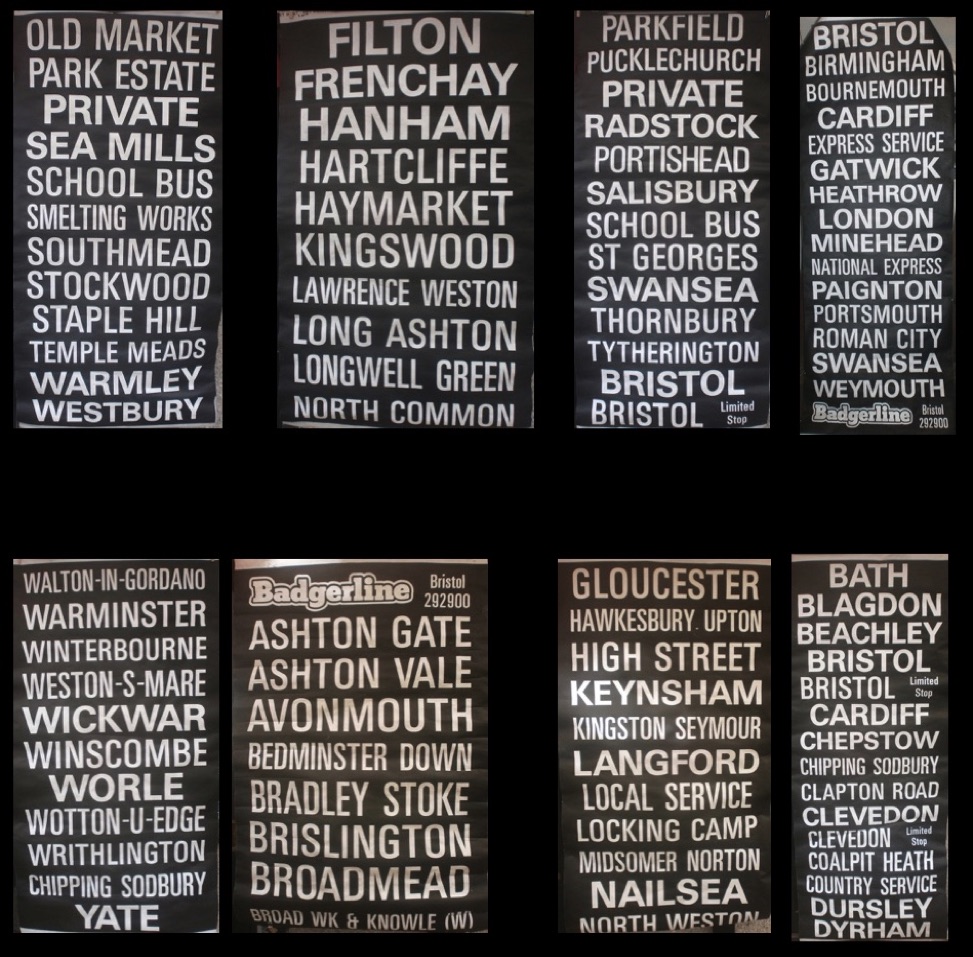 OLD MARKET
PARK ESTATE
PRIVATE
SEA MILLS
SCHOOL BUS
SMELTING WORKS
SOUTHMEAD
STOCKWOOD
STAPLE HILL
TEMPLE MEADS
WARMLEY
WESTBURY
FILTON
FRENCHAY
HANHAM
HARTCLIFFE
HAYMARKET
KINGSWOOD
LAWRENCE WESTON
LONG ASHTON
LONGWELL GREEN
NORTH COMMON
PARKFIELD
PUCKLECHURCH
PRIVATE
RADSTOCK
PORTISHEAD
SALISBURY
SCHOOL BUS
ST GEORGES
SWANSEA
THORNBURY
TYTHERINGTON
BRISTOL
BRISTOL Limited Stop
BRISTOL
BIRMINGHAM
BOURNEMOUTH
CARDIFF
EXPRESS SERVICE
GATWICK
HEATHROW
LONDON
MINEHEAD
NATIONAL EXPRESS
PAIGNTON
PORTSMOUTH
ROMAN CITY
SWANSEA
WEYMOUTH
Badgerline Bristol 292900
WALTON-IN-GORDANO
WARMINSTER
WINTERBOURNE
WESTON-S-MARE
WICKWAR
WINSCOMBE
WORLE
WOTTON-U-EDGE
WRITHLINGTON
CHIPPING SODBURY
YATE
Badgerline Bristol 292900
ASHTON GATE
ASHTON VALE
AVONMOUTH
BEDMINSTER DOWN
BRADLEY STOKE
BRISLINGTON
BROADMEAD
BROAD WK & KNOWLE (W)
GLOUCESTER
HAWKESBURY UPTON
HIGH STREET
KEYNSHAM
KINGSTON SEYMOUR
LANGFORD
LOCAL SERVICE
LOCKING CAMP
MIDSOMER NORTON
NAILSEA
NORTH WESTON
BATH
BLAGDON
BEACHLEY
BRISTOL
BRISTOL Limited Stop
CARDIFF
CHEPSTOW
CHIPPING SODBURY
CLAPTON ROAD
CLEVEDON
CLEVEDON Limited Stop
COALPIT HEATH
COUNTRY SERVICE
DURSLEY
DYRHAM